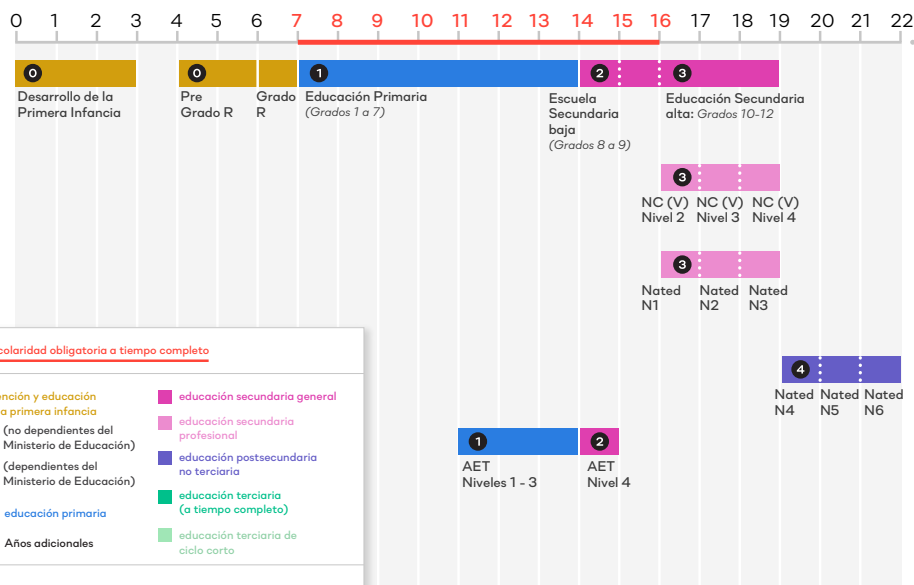 0 1 2 3 4 5 6 7 8 9 10 11 12 13 14 15 16 17 18 19 20 21 22
0 0 1 2 3
Desarrollo de la
Primera Infancia
Pre
Grado R
Grado
R
Educación Primaria
(Grados 1 a 7)
Escuela
Secundaria
baja
(Grados 8 a 9)
Educación Secundaria
alta: Grados 10-12
3
NC (V) NC (V) NC (V)
Nivel 2 Nivel 3 Nivel 4
3
Nated Nated Nated
N1 N2 N3
4
Nated Nated Nated
N4 N5 N6
1 2
AET
Niveles 1 - 3
AET
Nivel 4
colaridad obligatoria a tiempo completo
nción y educación
a primera infancia
(no dependientes del
Ministerio de Educación)
(dependientes del
Ministerio de Educación)
educación primaria
Años adicionales
educación secundaria general
educación secundaria
profesional
educación postsecundaria
no terciaria
educación terciaria
(a tiempo completo)
educación terciaria de
ciclo corto